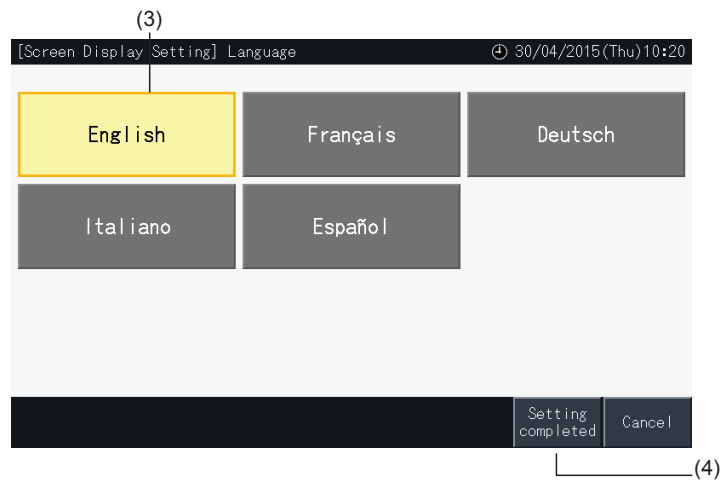 (3)
[Screen Display Setting] Language 30/04/2015(Thu)10:20
English Français Deutsch
Italiano Español
Setting
completed Cancel
(4)